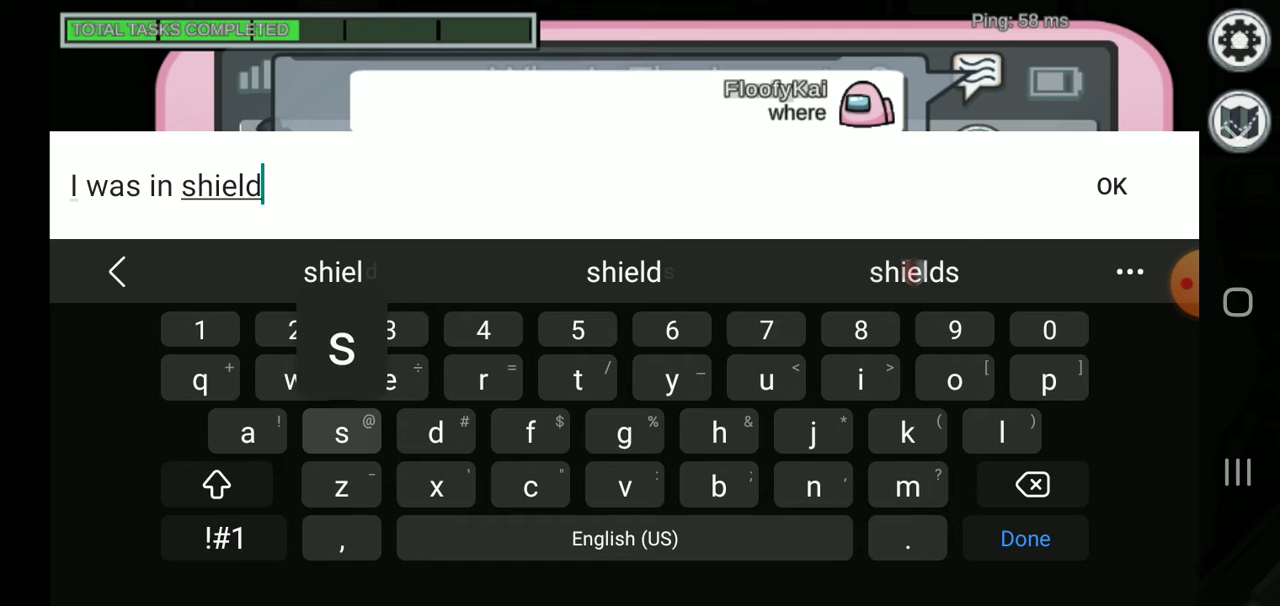 TOTAL TASKS COMPLETED
Ping: 58 ms
FloofyKai
where
I was in shield
OK
shield shields shields
s
1 2 3 4 5 6 7 8 9 0
q + w e ÷ r = t / y _ u < i > o [ p ]
a ! s @ d # f $ g % h & j * k ( l )
z - x ' c " v : b ; n , m ?
!#1 , English (US) . Done